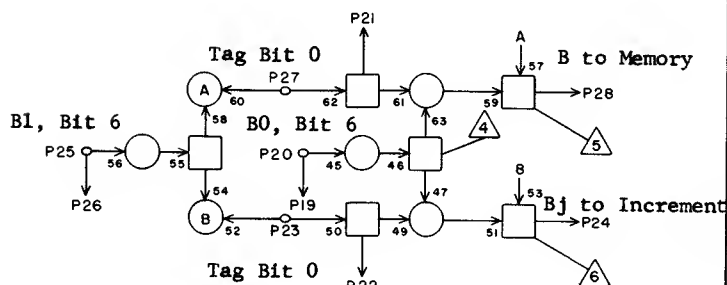 P21
Tag Bit 0
A
57
B to Memory
P27
A
60
62
61
59
P28
58
63
B1, Bit 6
B0, Bit 6
4
5
P25
56
55
P20
45
46
P26
54
P19
47
8
53
Bj to Increment
B
52
P23
50
49
51
P24
Tag Bit 0
6